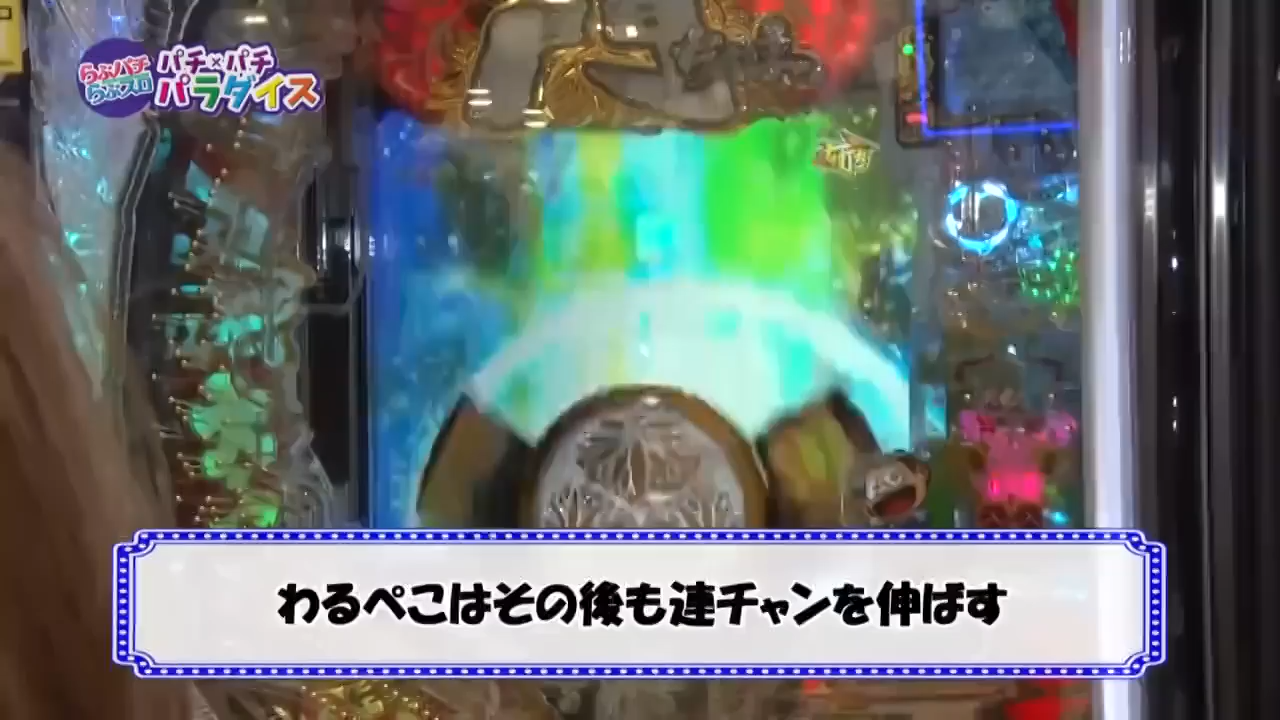 らぶパチ
らぶスロ
パチ×パチ
パラダイス
わるぺこはその後も連チャンを伸ばす